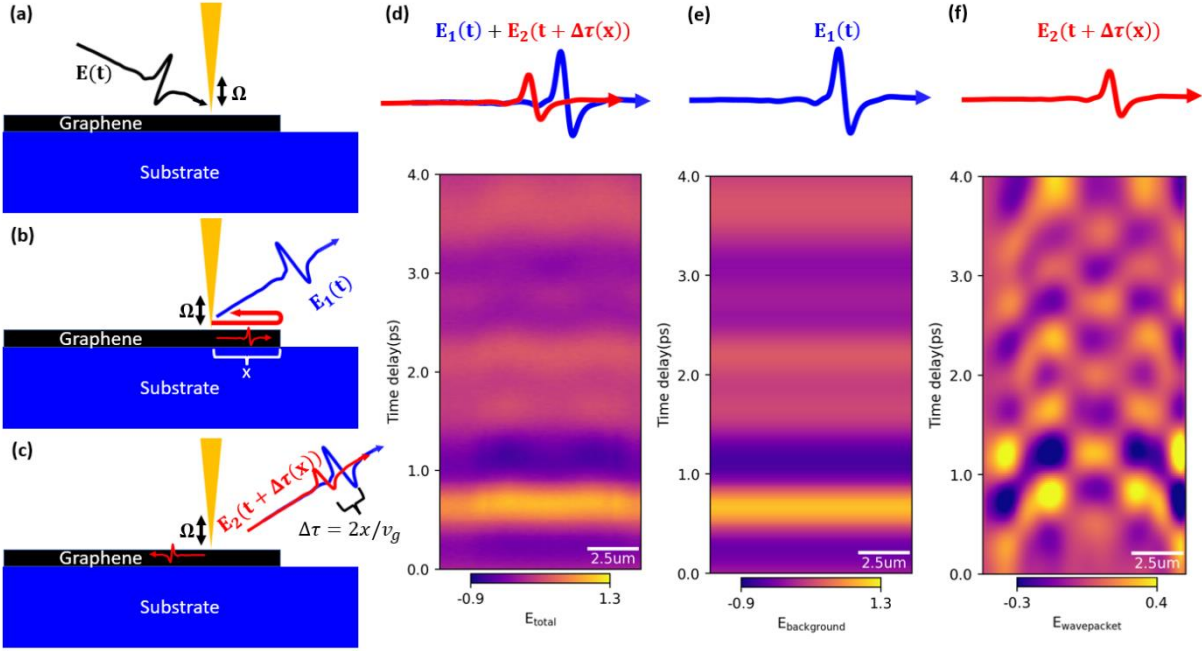 (a)
E(t)
Ω
Graphene
Substrate
(b)
Ω
E₁(t)
Graphene
x
Substrate
(c)
Ω
E₂(t + Δτ(x))
Δτ = 2x/v_g
Graphene
Substrate
(d)
E₁(t) + E₂(t + Δτ(x))
4.0
3.0
2.0
1.0
0.0
Time delay(ps)
2.5um
-0.9 1.3
E_total
(e)
E₁(t)
4.0
3.0
2.0
1.0
0.0
Time delay(ps)
2.5um
-0.9 1.3
E_background
(f)
E₂(t + Δτ(x))
4.0
3.0
2.0
1.0
0.0
Time delay(ps)
2.5um
-0.3 0.4
E_wavepacket